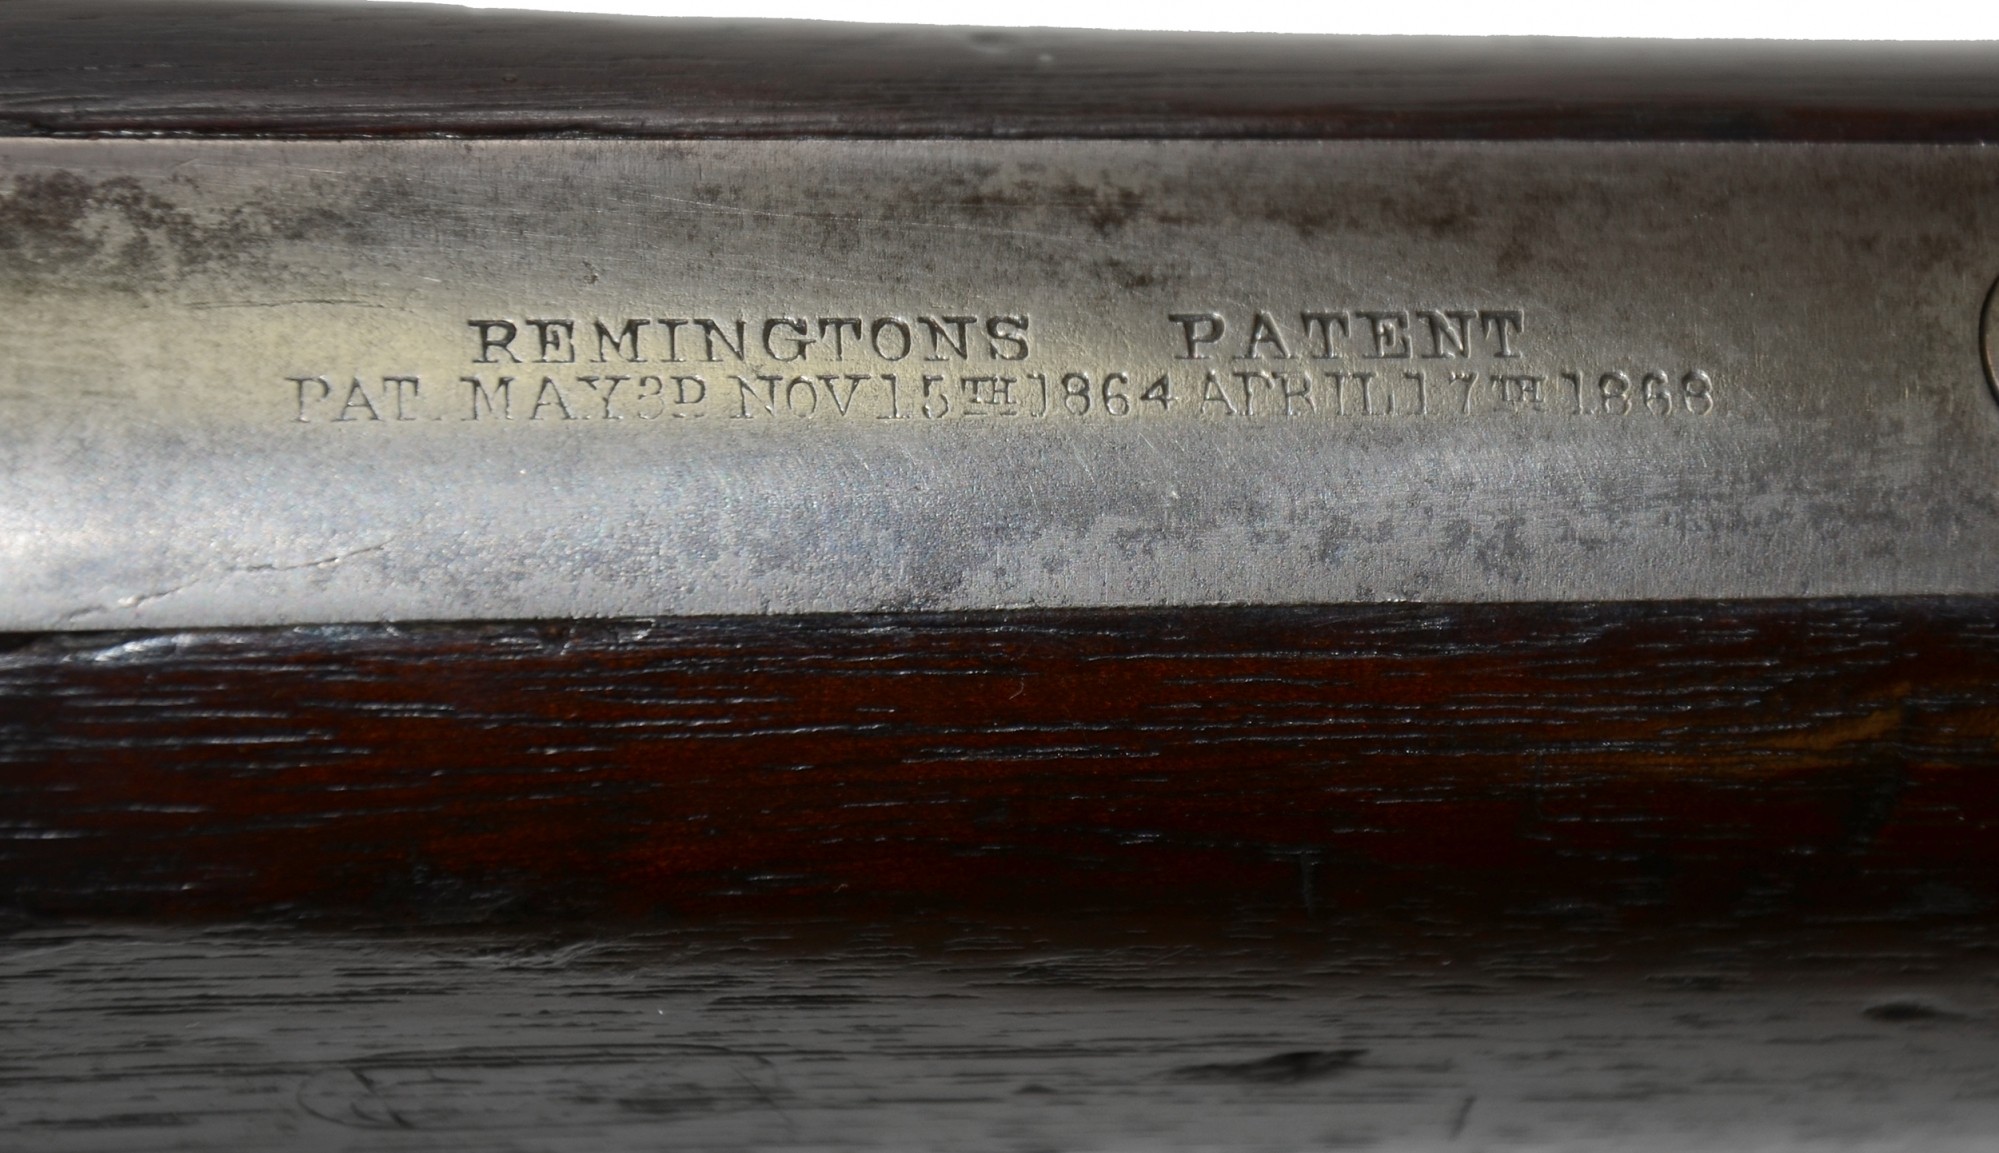 REMINGTONS PATENT
PAT. MAY 3D NOV 15TH 1864 APRIL 17TH 1868